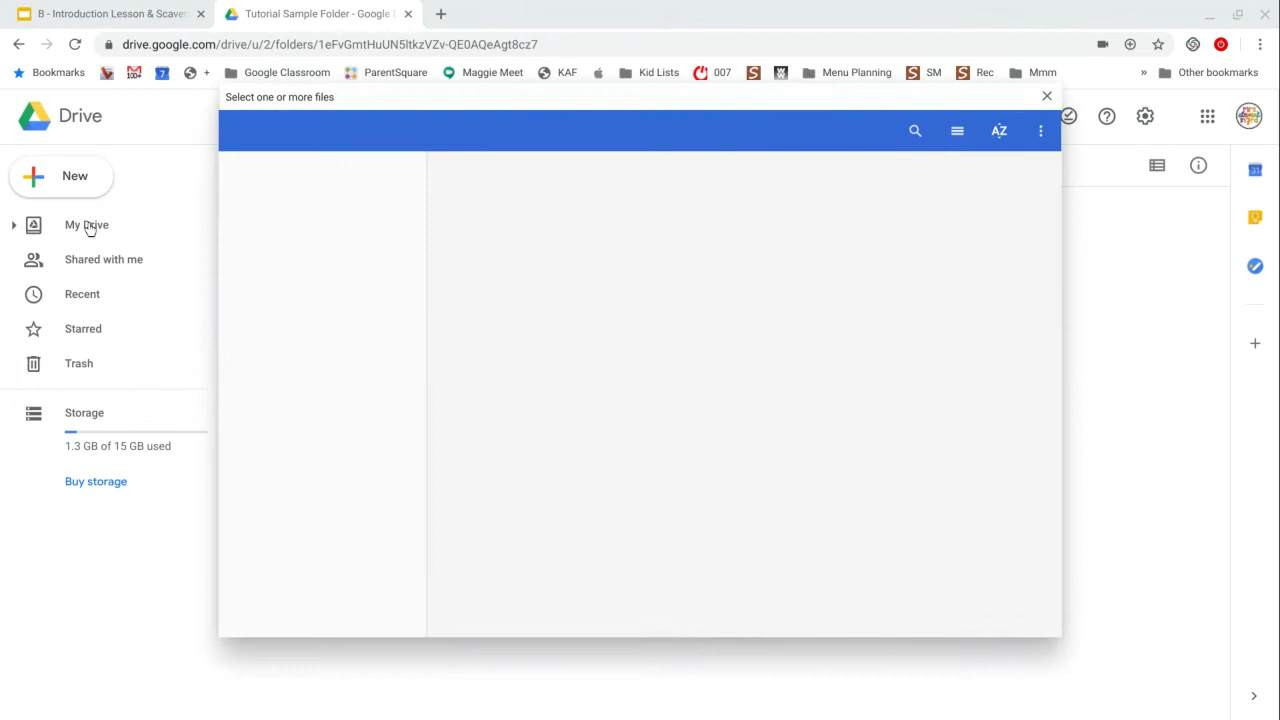 B - Introduction Lesson & Scaven
Tutorial Sample Folder - Google
drive.google.com/drive/u/2/folders/1eFvGmtHuUN5ltkzVZv-QE0AQeAgt8cz7
Bookmarks
100+
7
+
Google Classroom
ParentSquare
Maggie Meet
KAF
Kid Lists
007
S
W
Menu Planning
S
SM
S
Rec
Mmm
»
Other bookmarks
Select one or more files
Drive
AZ
New
My Drive
31
Shared with me
Recent
Starred
Trash
Storage
1.3 GB of 15 GB used
Buy storage